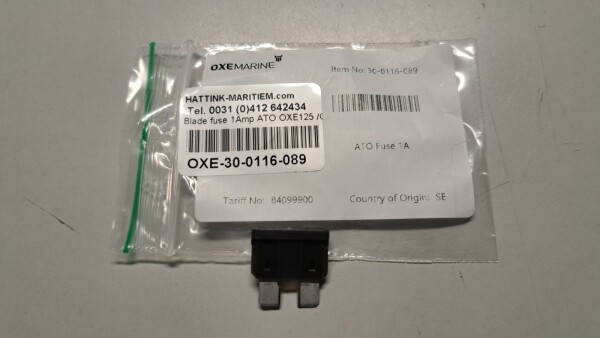 OXEMARINE
Item No: 30-0116-089
HATTINK-MARITIEM.com
Tel. 0031 (0)412 642434
Blade fuse 1Amp ATO OXE125 /
OXE-30-0116-089
ATO Fuse 1A
Tariff No: 84099900
Country of Origin: SE